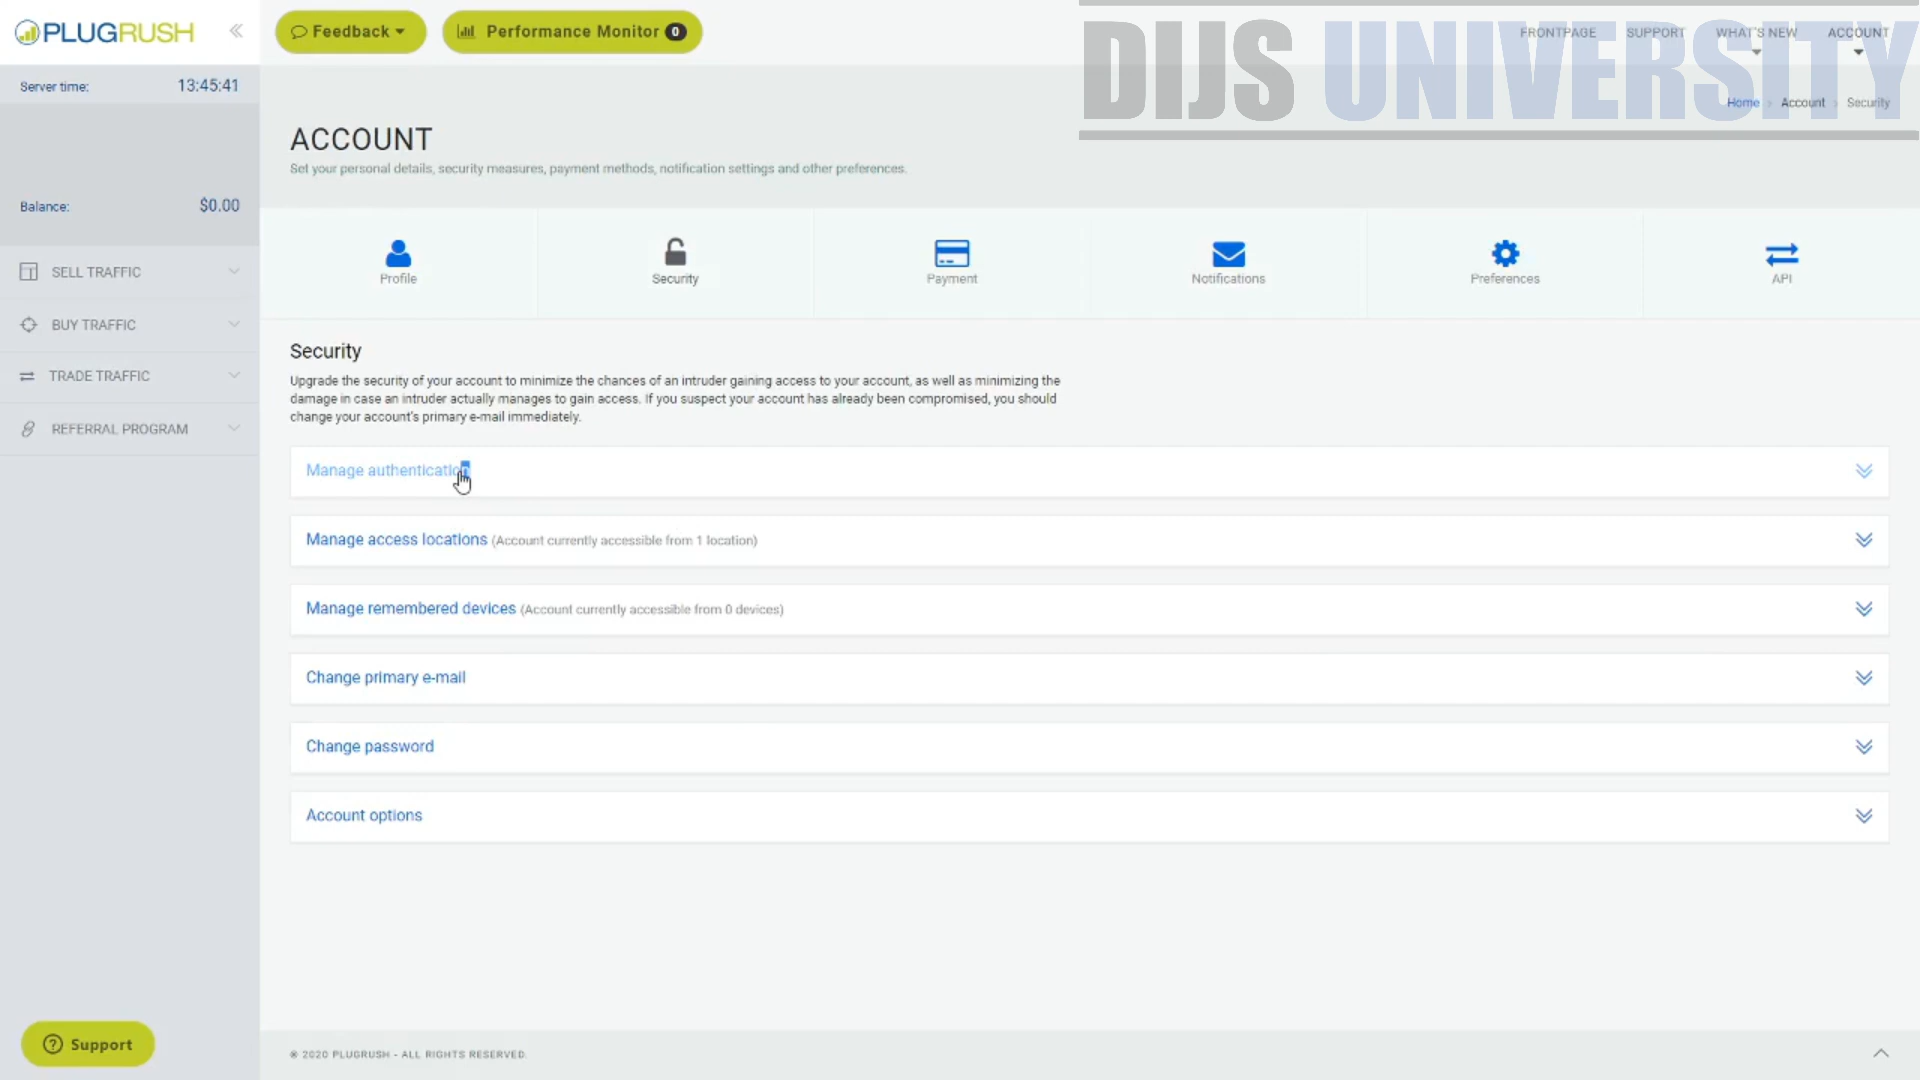 PLUGRUSH
Feedback
Performance Monitor 0
DIJS UNIVERSITY
FRONTPAGE
SUPPORT
WHAT'S NEW
ACCOUNT
Server time: 13:45:41
Home > Account > Security
ACCOUNT
Set your personal details, security measures, payment methods, notification settings and other preferences.
Balance: $0.00
SELL TRAFFIC
BUY TRAFFIC
TRADE TRAFFIC
REFERRAL PROGRAM
Profile
Security
Payment
Notifications
Preferences
API
Security
Upgrade the security of your account to minimize the chances of an intruder gaining access to your account, as well as minimizing the
damage in case an intruder actually manages to gain access. If you suspect your account has already been compromised, you should
change your account's primary e-mail immediately.
Manage authentication
Manage access locations (Account currently accessible from 1 location)
Manage remembered devices (Account currently accessible from 0 devices)
Change primary e-mail
Change password
Account options
Support
© 2020 PLUGRUSH - ALL RIGHTS RESERVED.